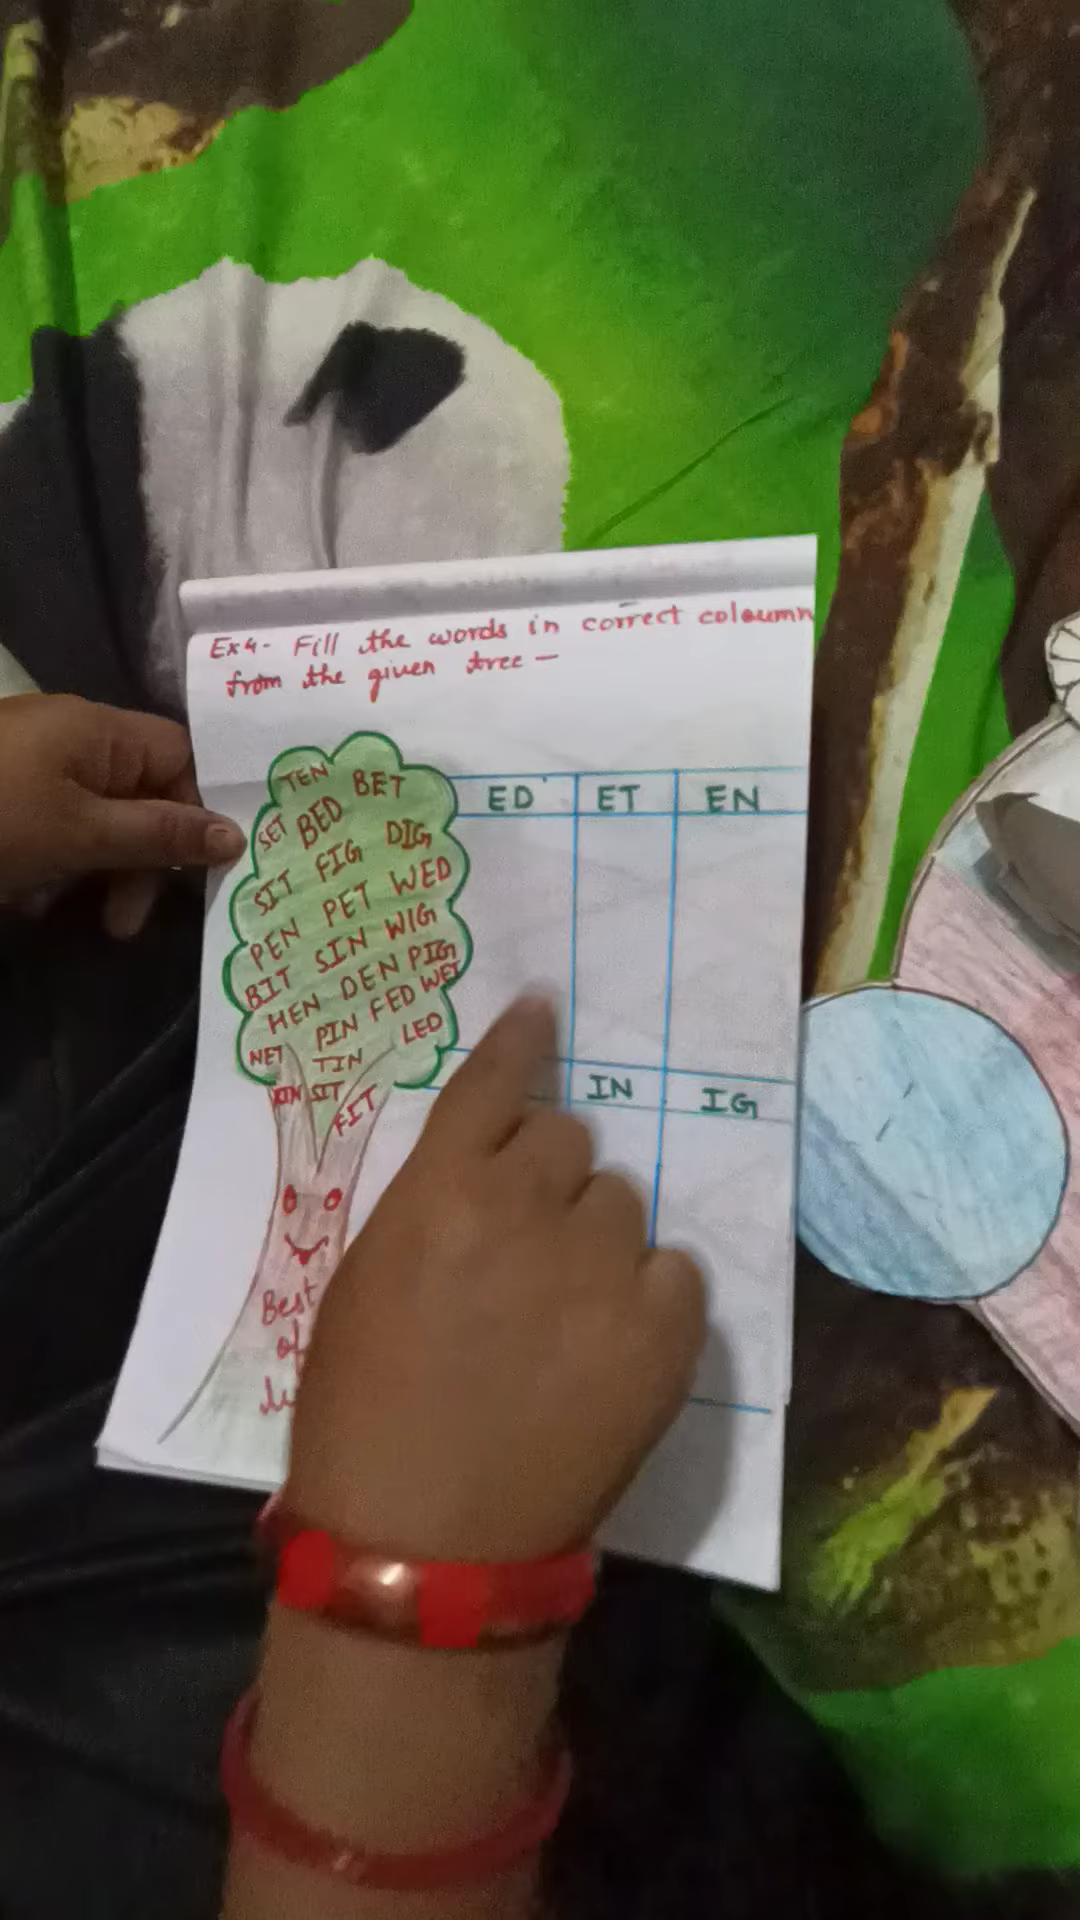 Ex4- Fill the words in correct coloumn
from the given tree -
TEN BET
SET BED
SIT FIG DIG
PEN PET WED
BIT SIN WIG
HEN DEN PIG
PIN FED WET
NET TIN LED
SIT
FIT
Best
of
ED ET EN
IN IG